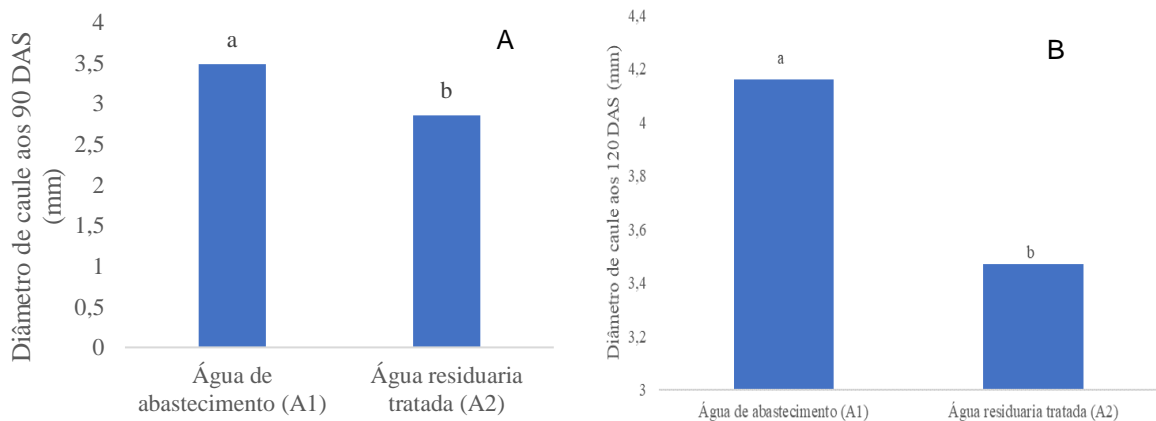 Diâmetro de caule aos 90 DAS
(mm)
4
3,5
3
2,5
2
1,5
1
0,5
0
a
b
A
Água de
abastecimento (A1)
Água residuaria
tratada (A2)
Diâmetro de caule aos 120 DAS (mm)
4,4
4,2
4
3,8
3,6
3,4
3,2
3
a
b
B
Água de abastecimento (A1)
Água residuaria tratada (A2)